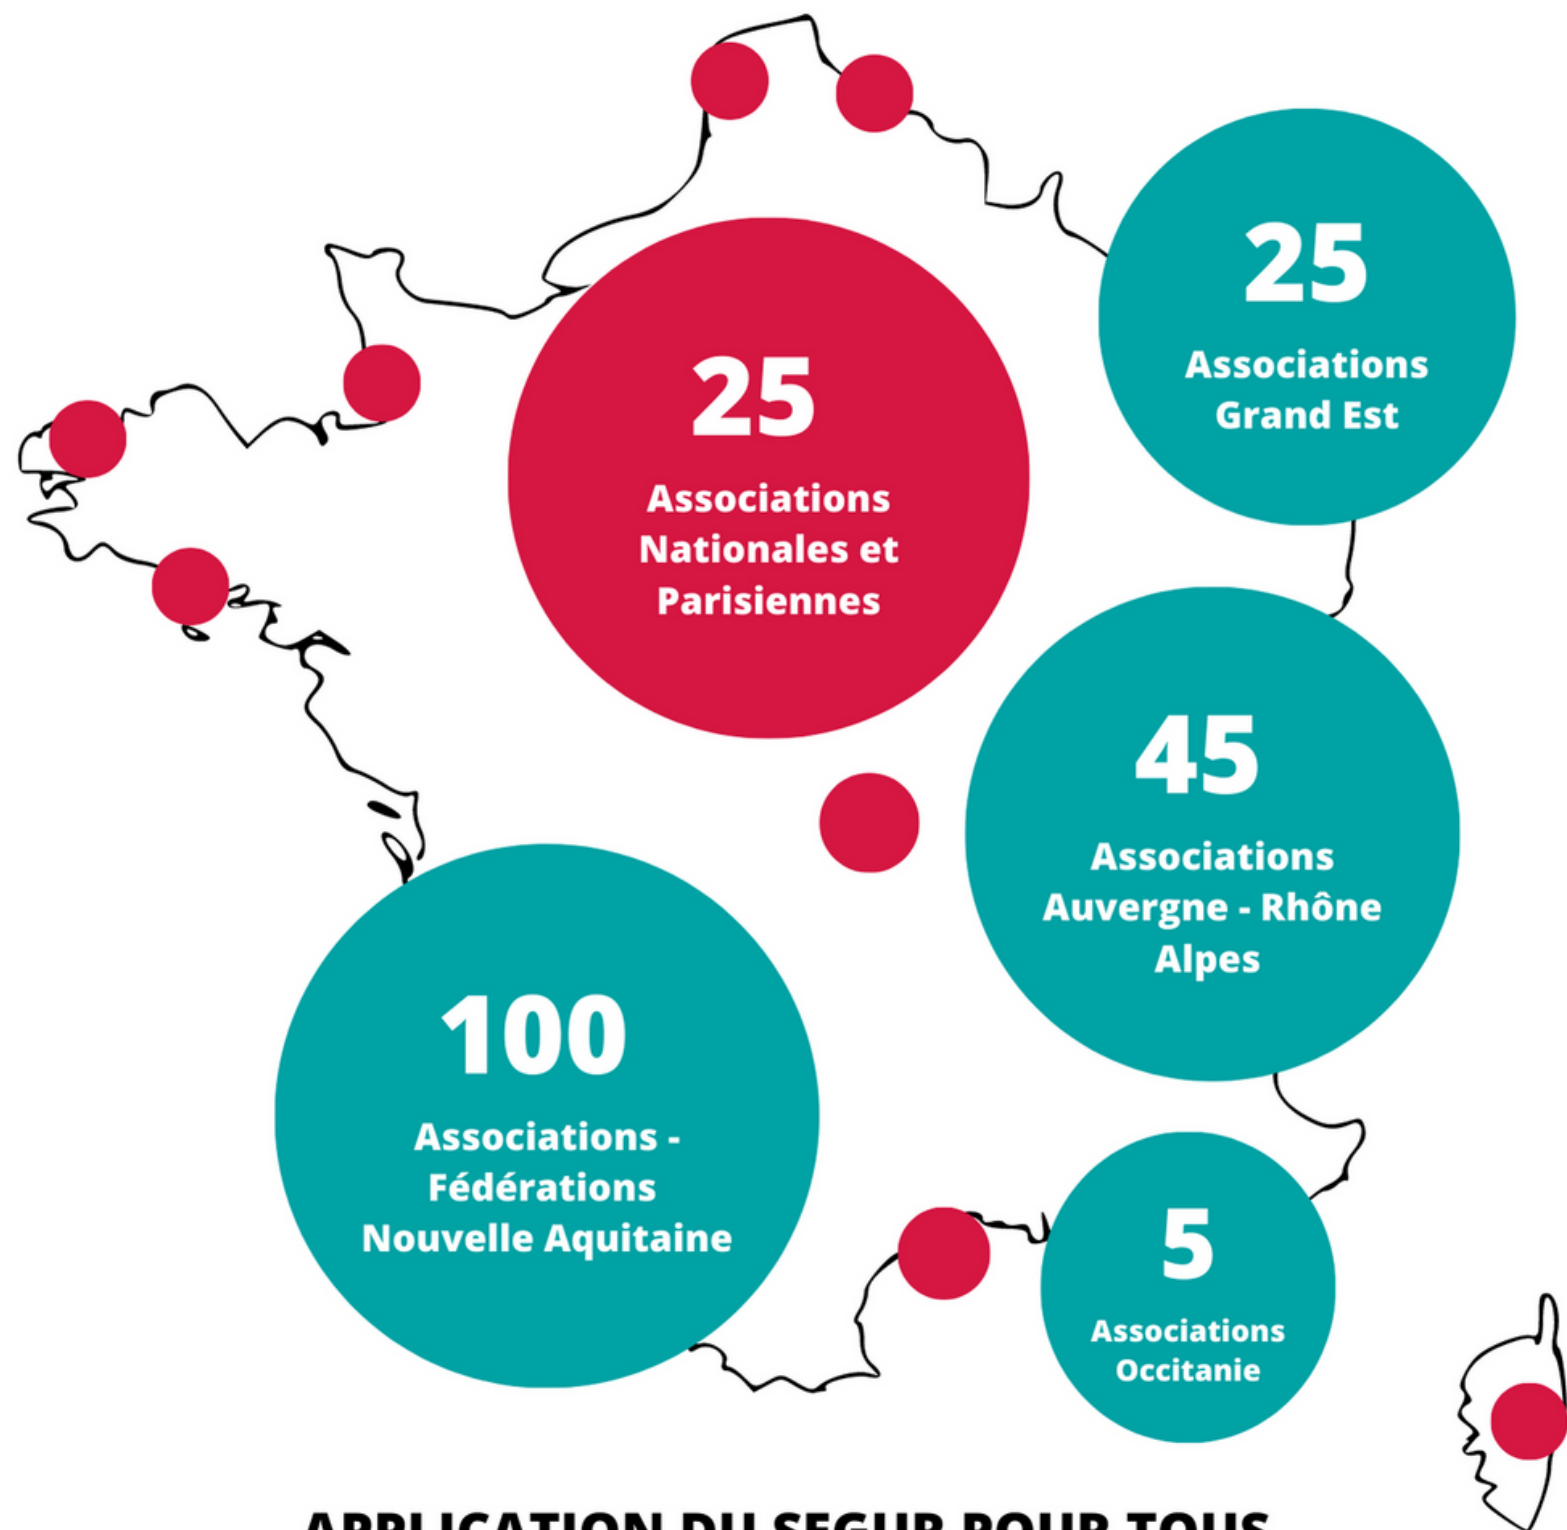 25
Associations
Grand Est
25
Associations
Nationales et
Parisiennes
45
Associations
Auvergne - Rhône
Alpes
100
Associations -
Fédérations
Nouvelle Aquitaine
5
Associations
Occitanie
APPLICATION DU SEGUR POUR TOUS